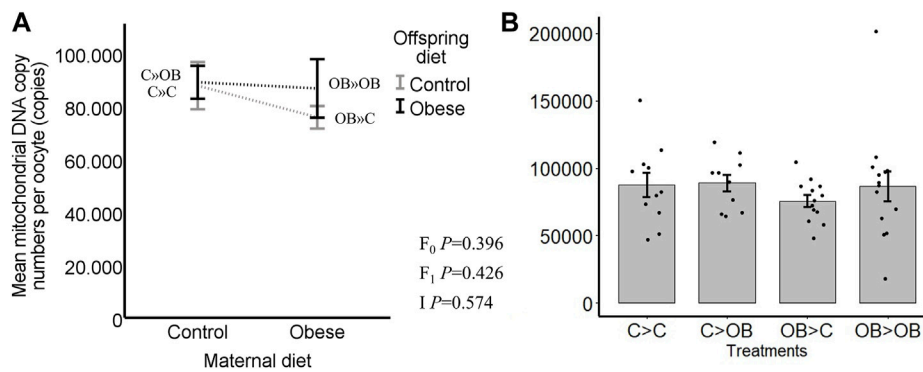 A
Mean mitrochondrial DNA copy
numbers per oocyte (copies)
100.000
80.000
60.000
40.000
20.000
0
C»OB
C»C
OB»OB
OB»C
Offspring
diet
Control
Obese
F0 P=0.396
F1 P=0.426
I P=0.574
Control
Obese
Maternal diet
B
200000
150000
100000
50000
0
C>C
C>OB
OB>C
OB>OB
Treatments